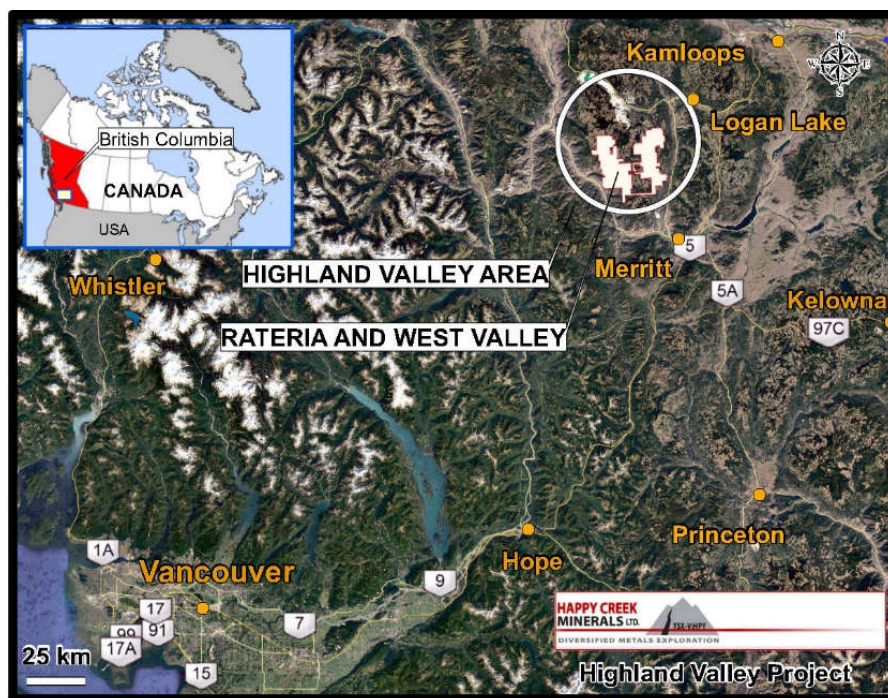 British Columbia
CANADA
USA
Kamloops
Logan Lake
Whistler
HIGHLAND VALLEY AREA
5
Merritt
5A
Kelowna
97C
RATERIA AND WEST VALLEY
Princeton
Hope
1A
Vancouver
9
17
7
99
91
17A
15
25 km
HAPPY CREEK
MINERALS LTD.
TSX-V:HPY
DIVERSIFIED METALS EXPLORATION
Highland Valley Project